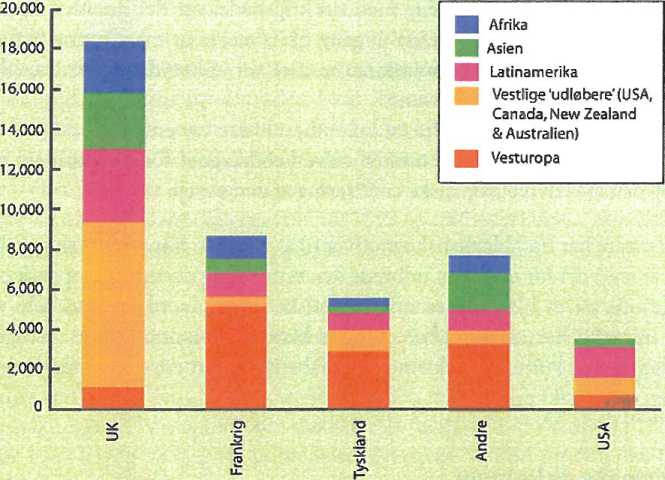 20,000
18,000
16,000
14,000
12,000
10,000
8,000
6,000
4,000
2,000
0
Afrika
Asien
Latinamerika
Vestlige ‘udløbere’ (USA,
Canada, New Zealand
& Australien)
Vesturopa
UK
Frankrig
Tyskland
Andre
USA